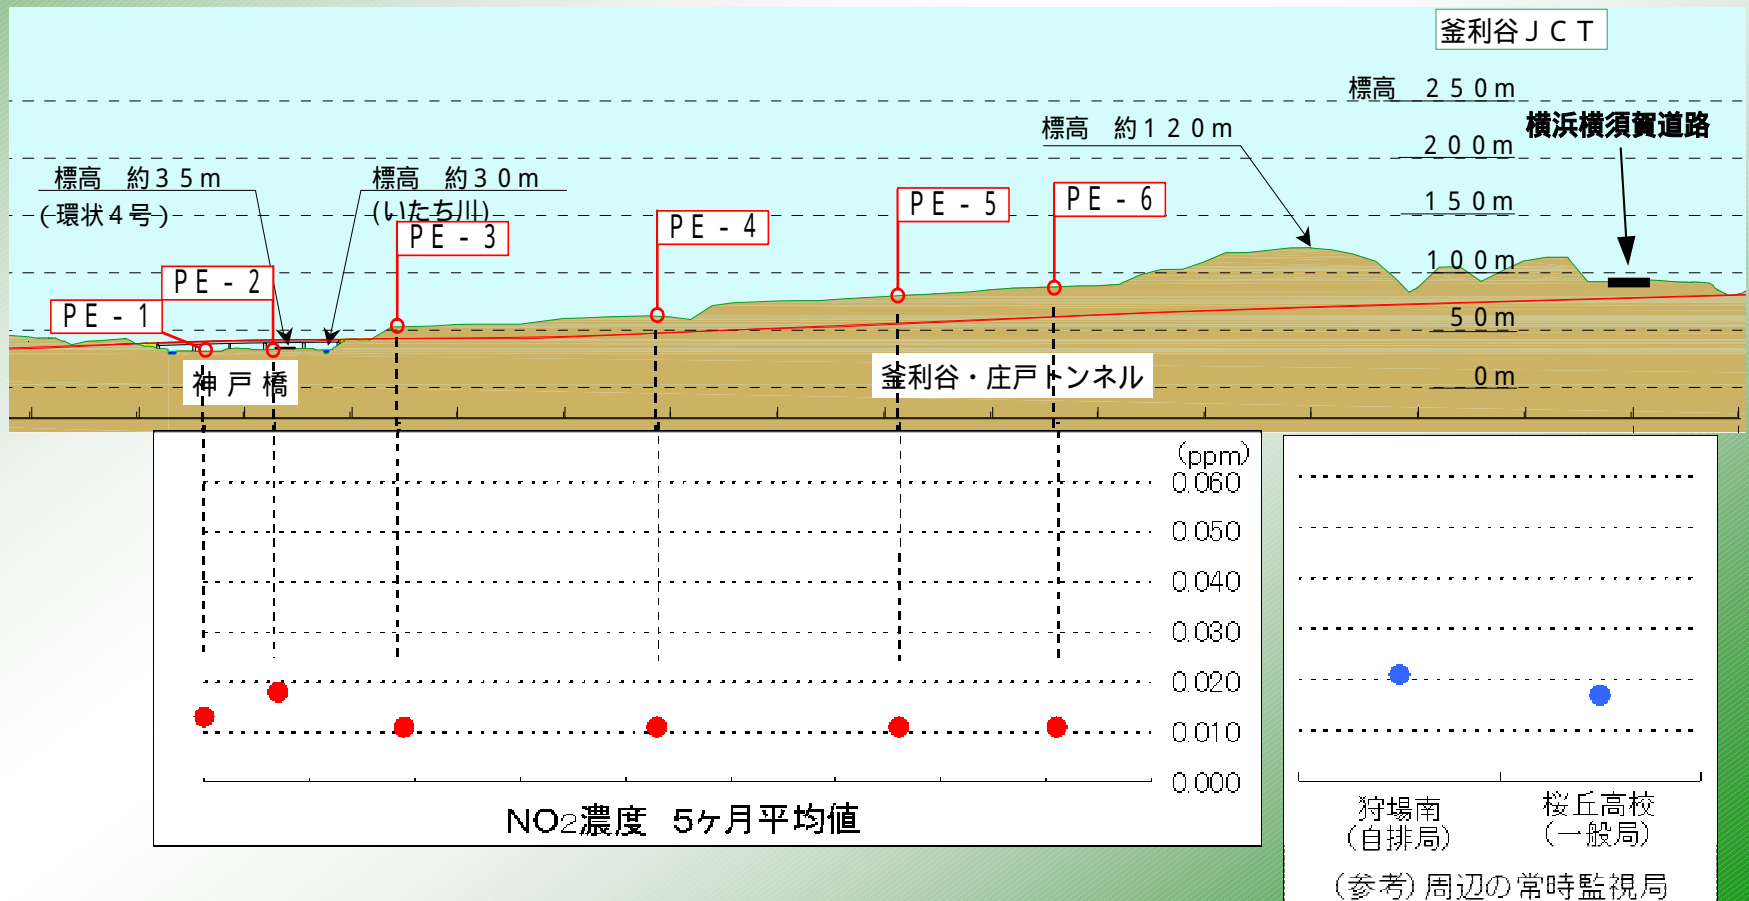 釜利谷ＪＣＴ
標高　２５０ｍ
横浜横須賀道路
標高　約１２０ｍ
２００ｍ
標高　約３５ｍ
(環状４号)
標高　約３０ｍ
(いたち川)
１５０ｍ
ＰＥ－１
ＰＥ－２
ＰＥ－３
ＰＥ－４
ＰＥ－５
ＰＥ－６
１００ｍ
５０ｍ
０ｍ
神戸橋
釜利谷・庄戸トンネル
(ppm)
0.060
0.050
0.040
0.030
0.020
0.010
0.000
NO2濃度　5ヶ月平均値
狩場南
(自排局)
桜丘高校
(一般局)
(参考)周辺の常時監視局